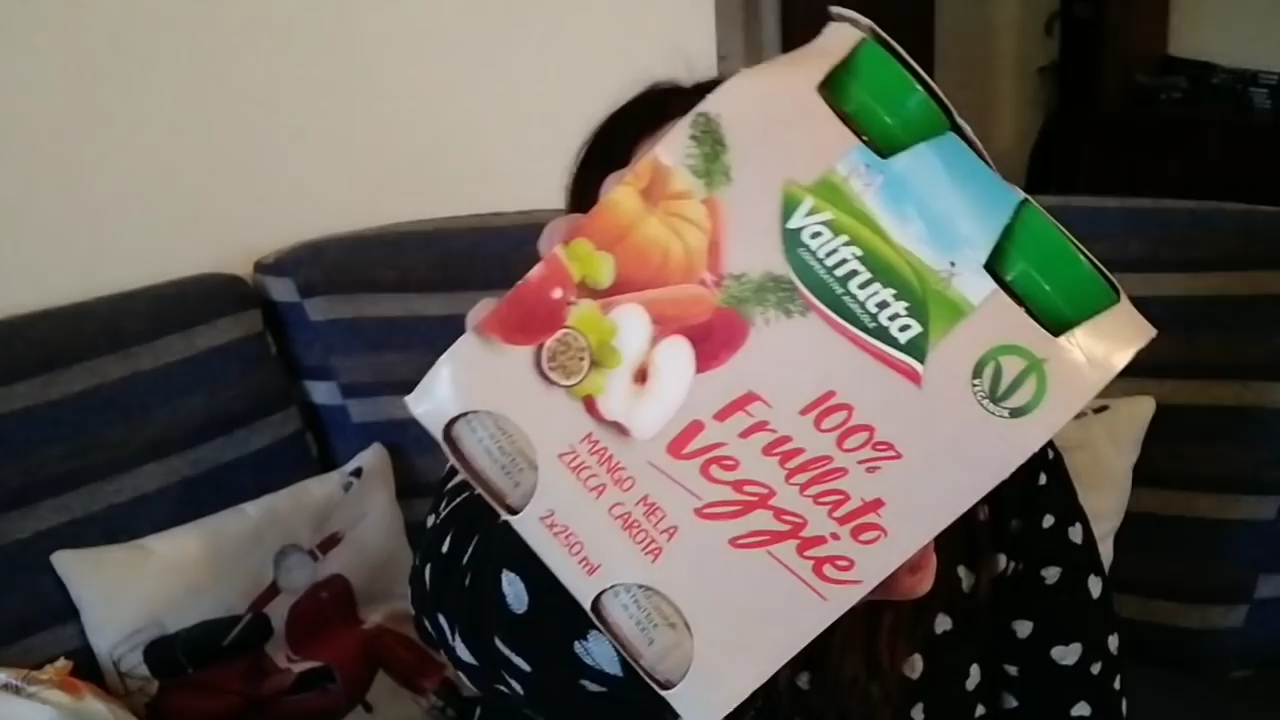 Valfrutta
COOPERATIVE AGRICOLE
VEGANOK
100%
Frullato
Veggie
MANGO MELA
ZUCCA CAROTA
2x250 ml